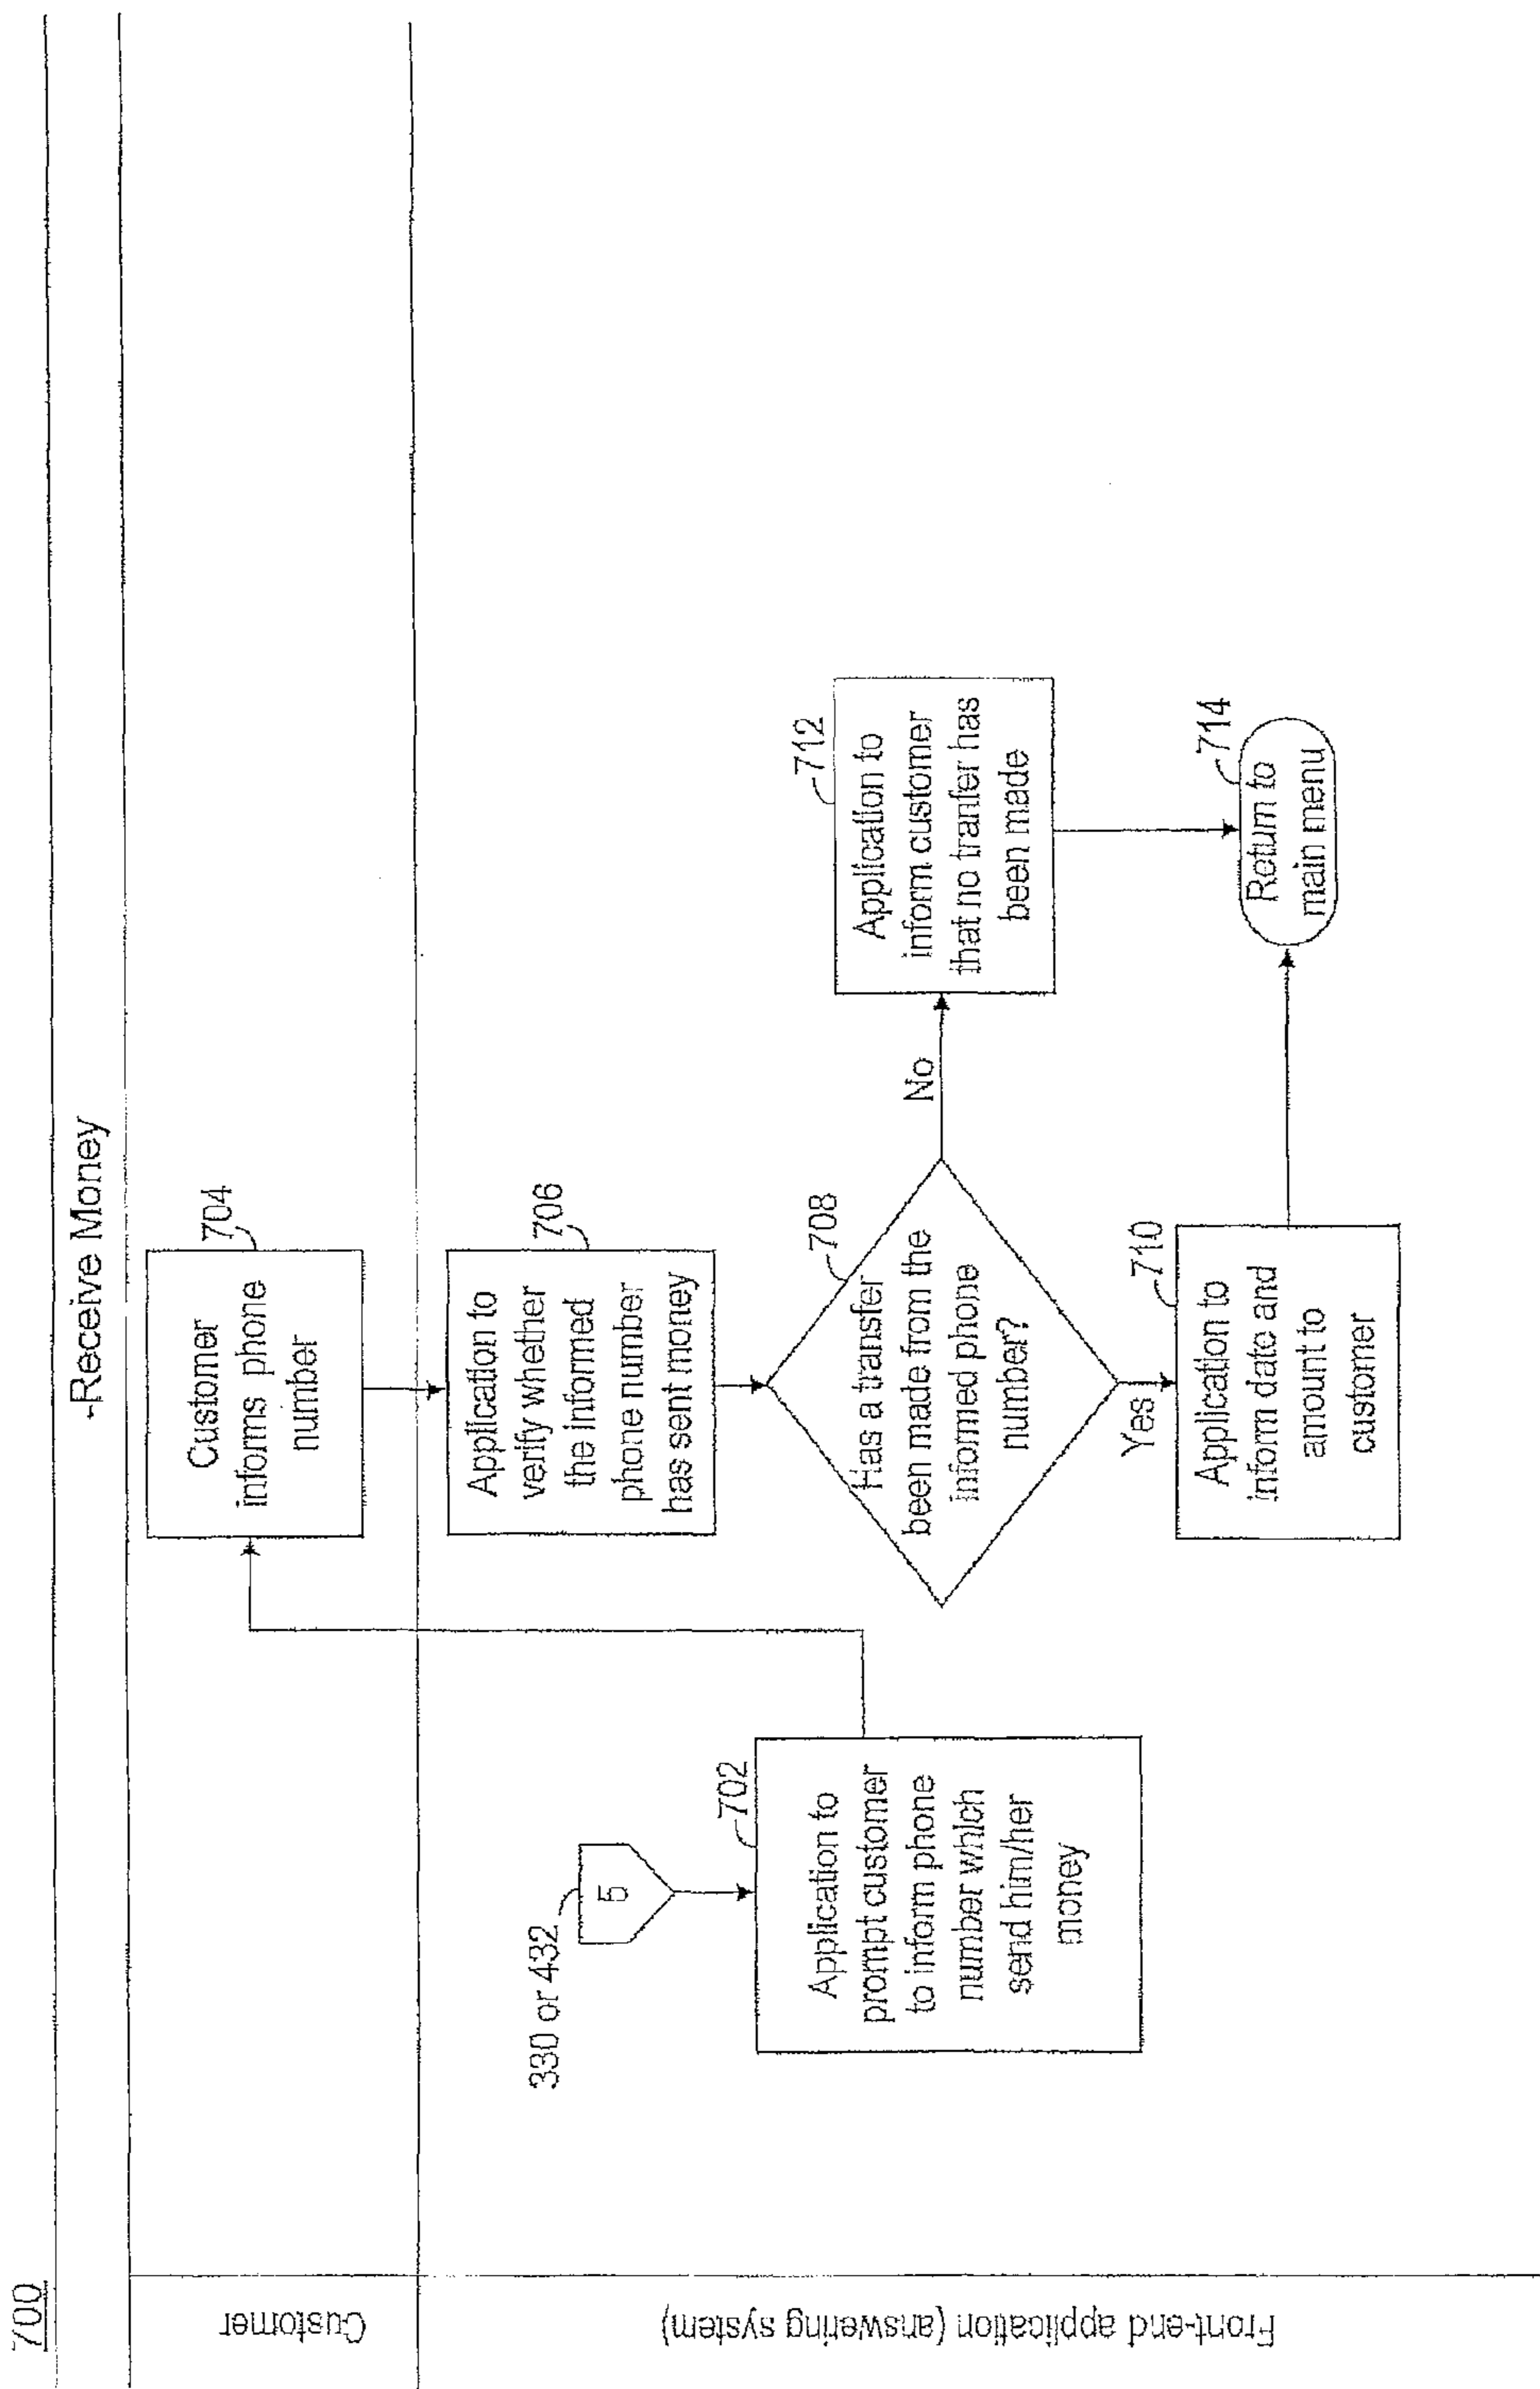 700
-Receive Money
Customer
704
Customer
informs phone
number
Front-end application (answering system)
330 or 432
5
702
Application to
prompt customer
to inform phone
number which
send him/her
money
706
Application to
verify whether
the informed
phone number
has sent money
708
Has a transfer
been made from the
informed phone
number?
No
712
Application to
inform customer
that no tranfer has
been made
Yes
710
Application to
inform date and
amount to
customer
714
Return to
main menu